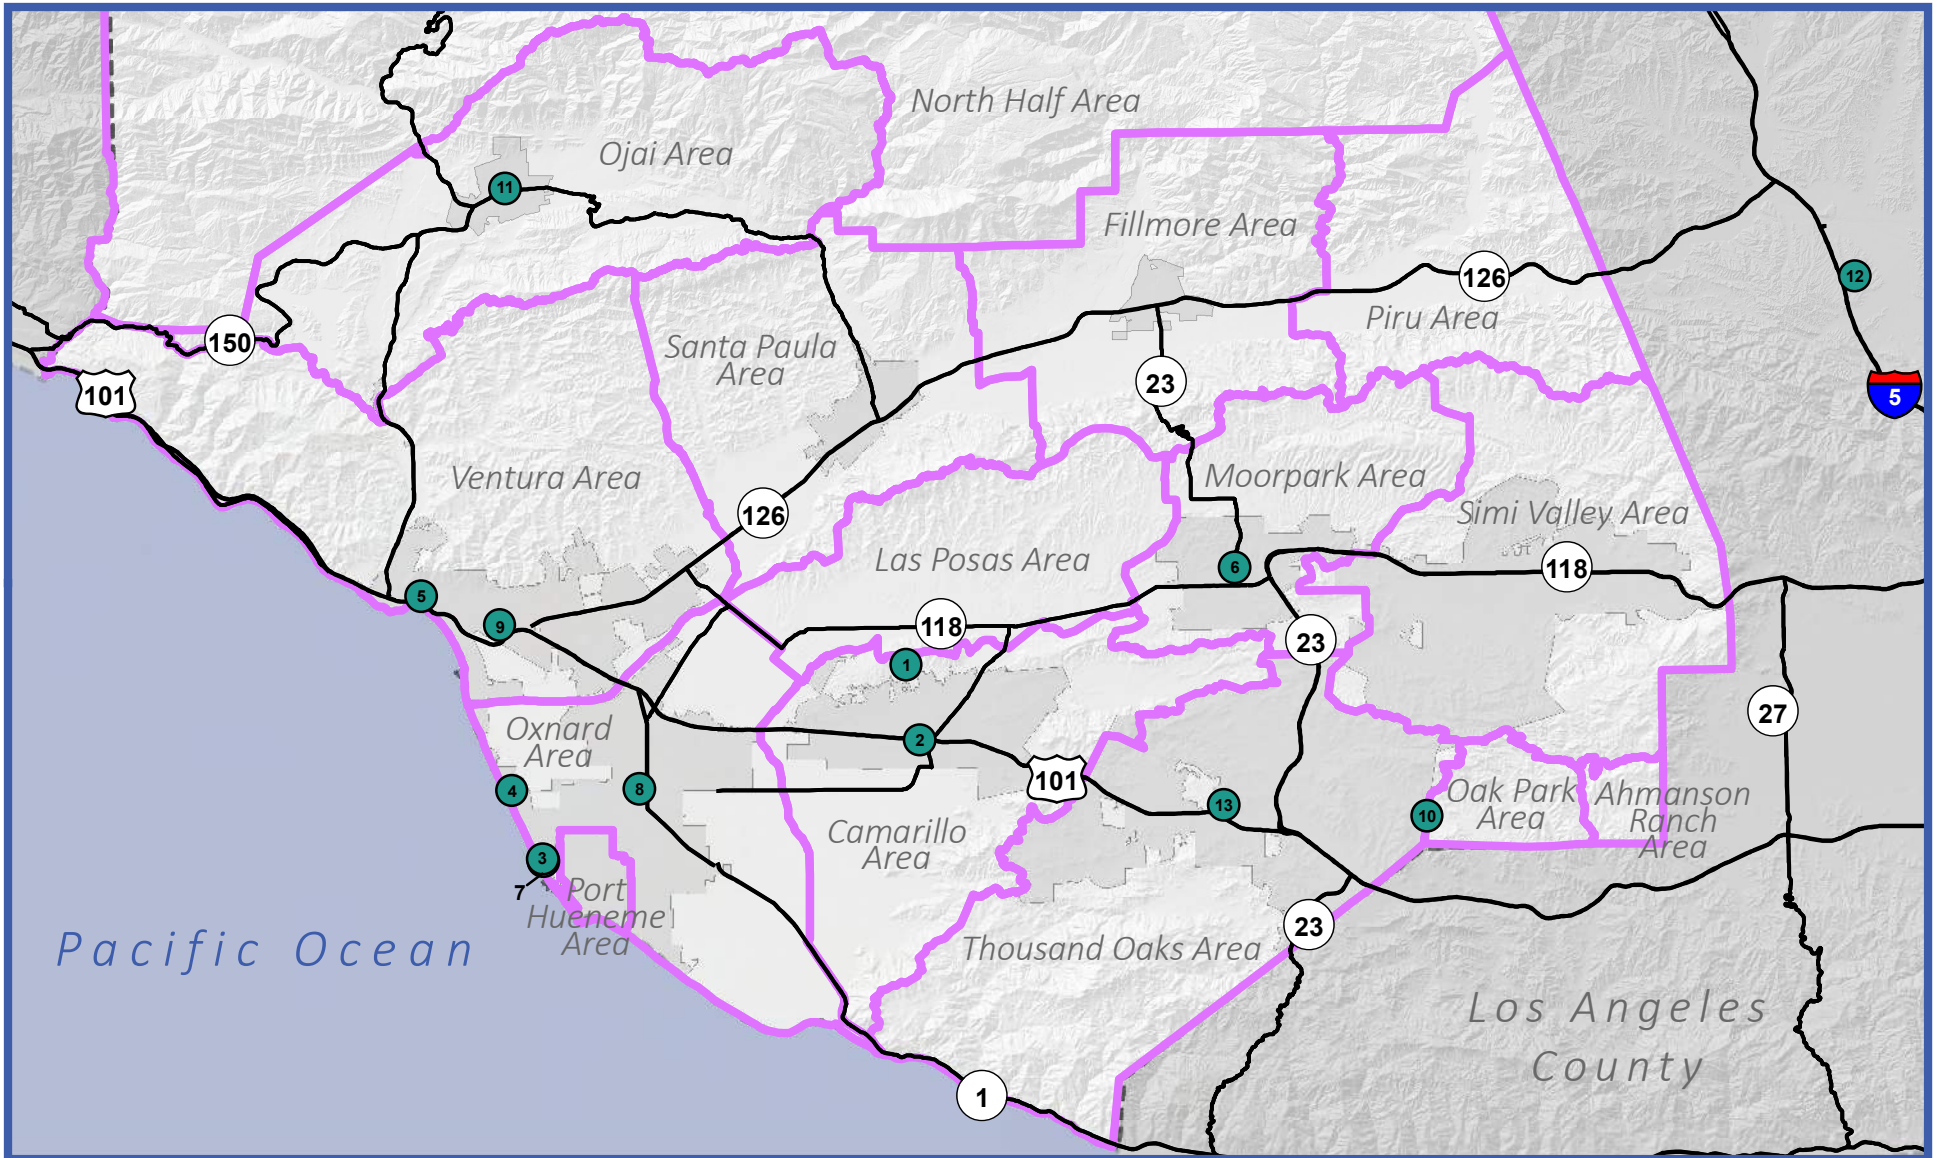 North Half Area
Ojai Area
11
Fillmore Area
126
12
Piru Area
150
Santa Paula
Area
101
23
5
Ventura Area
Moorpark Area
126
Simi Valley Area
Las Posas Area
6
118
5
9
118
23
1
27
Oxnard
Area
2
101
4
8
13
Oak Park
Area
10
Ahmanson
Ranch
Area
Camarillo
Area
3
7
Port
Hueneme
Area
23
Pacific Ocean
Thousand Oaks Area
Los Angeles
County
1